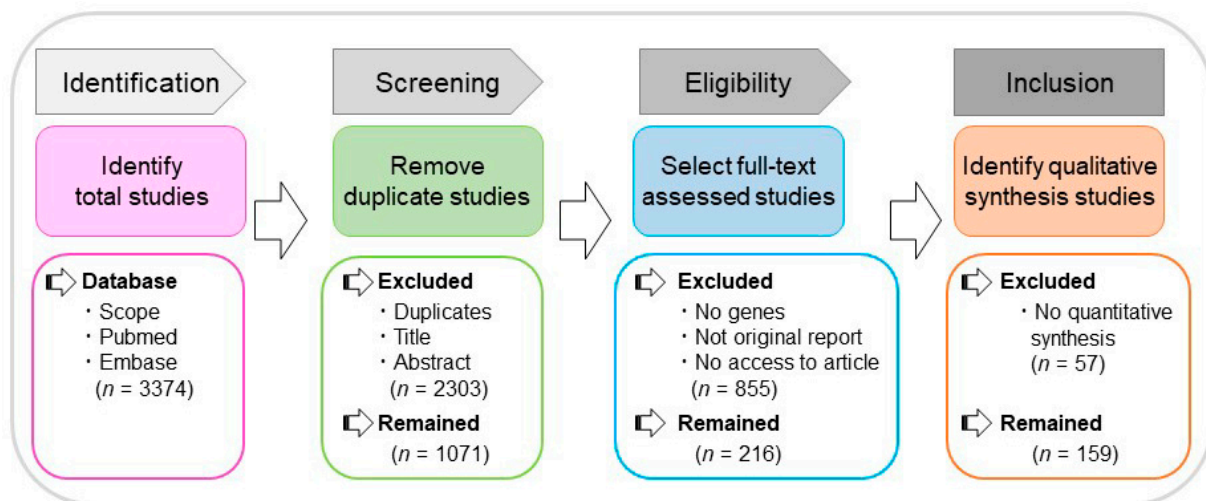 Identification
Identify
total studies
Database
· Scope
· Pubmed
· Embase
(n = 3374)
Screening
Remove
duplicate studies
Excluded
· Duplicates
· Title
· Abstract
(n = 2303)
Remained
(n = 1071)
Eligibility
Select full-text
assessed studies
Excluded
· No genes
· Not original report
· No access to article
(n = 855)
Remained
(n = 216)
Inclusion
Identify qualitative
synthesis studies
Excluded
· No quantitative
synthesis
(n = 57)
Remained
(n = 159)